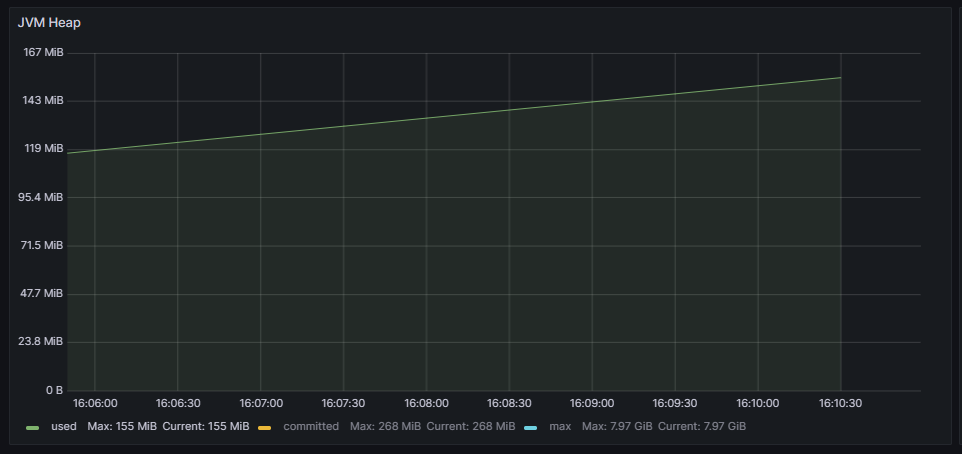 JVM Heap
167 MiB
143 MiB
119 MiB
95.4 MiB
71.5 MiB
47.7 MiB
23.8 MiB
0 B
16:06:00 16:06:30 16:07:00 16:07:30 16:08:00 16:08:30 16:09:00 16:09:30 16:10:00 16:10:30
used Max: 155 MiB Current: 155 MiB committed Max: 268 MiB Current: 268 MiB max Max: 7.97 GiB Current: 7.97 GiB